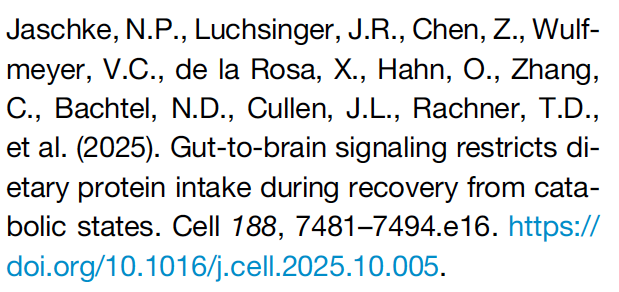 Jaschke, N.P., Luchsinger, J.R., Chen, Z., Wulf-
meyer, V.C., de la Rosa, X., Hahn, O., Zhang,
C., Bachtel, N.D., Cullen, J.L., Rachner, T.D.,
et al. (2025). Gut-to-brain signaling restricts di-
etary protein intake during recovery from cata-
bolic states. Cell 188, 7481–7494.e16. https://
doi.org/10.1016/j.cell.2025.10.005.